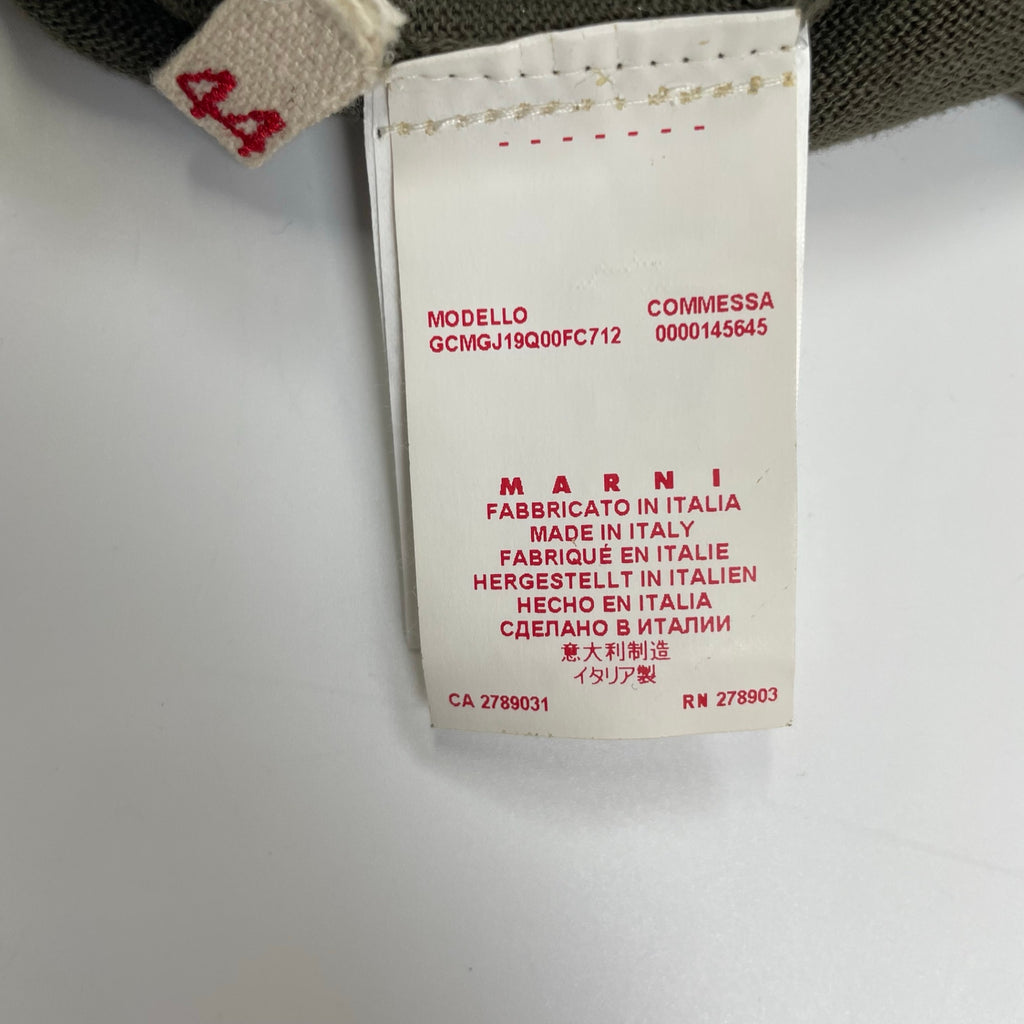 44
- - - - - - -
MODELLO COMMESSA
GCMGJ19Q00FC712 0000145645
MARNI
FABBRICATO IN ITALIA
MADE IN ITALY
FABRIQUÉ EN ITALIE
HERGESTELLT IN ITALIEN
HECHO EN ITALIA
СДЕЛАНО В ИТАЛИИ
意大利制造
イタリア製
CA 2789031 RN 278903